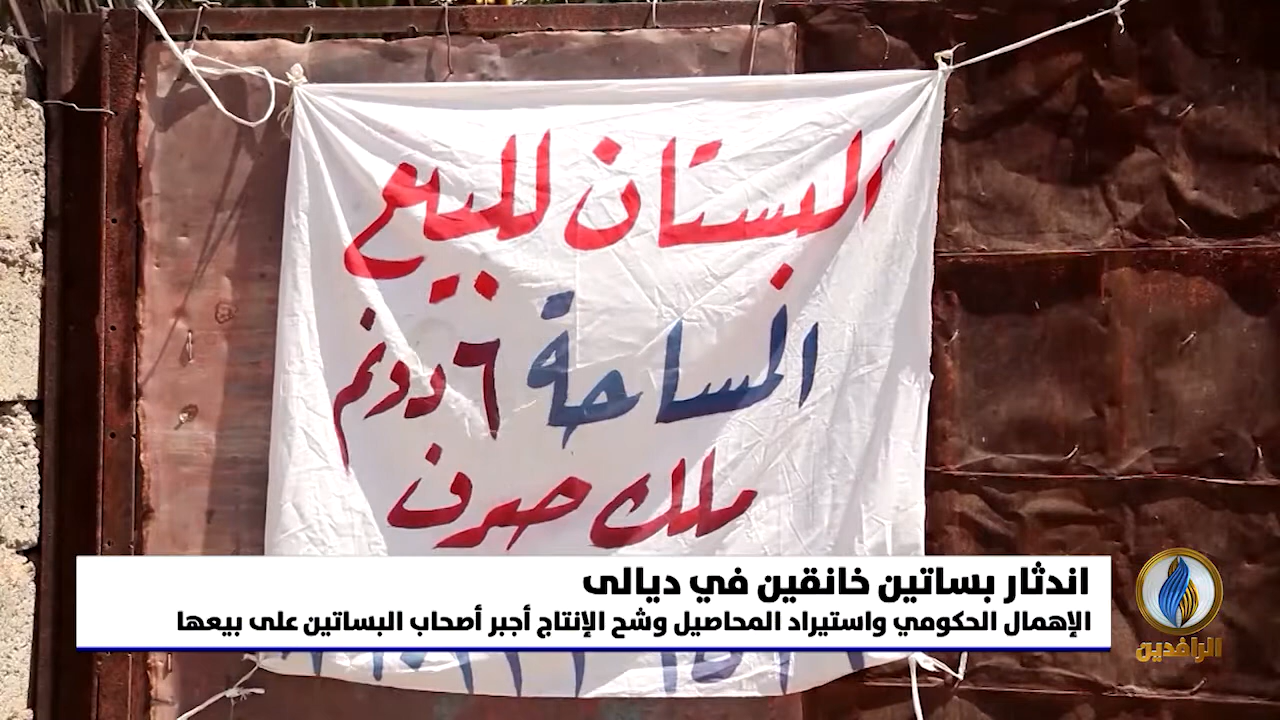 البستان للبيع
المساحة ٦ دونم
ملك صرف
اندثار بساتين خانقين في ديالى
الإهمال الحكومي واستيراد المحاصيل وشح الإنتاج أجبر أصحاب البساتين على بيعها
الرافدين